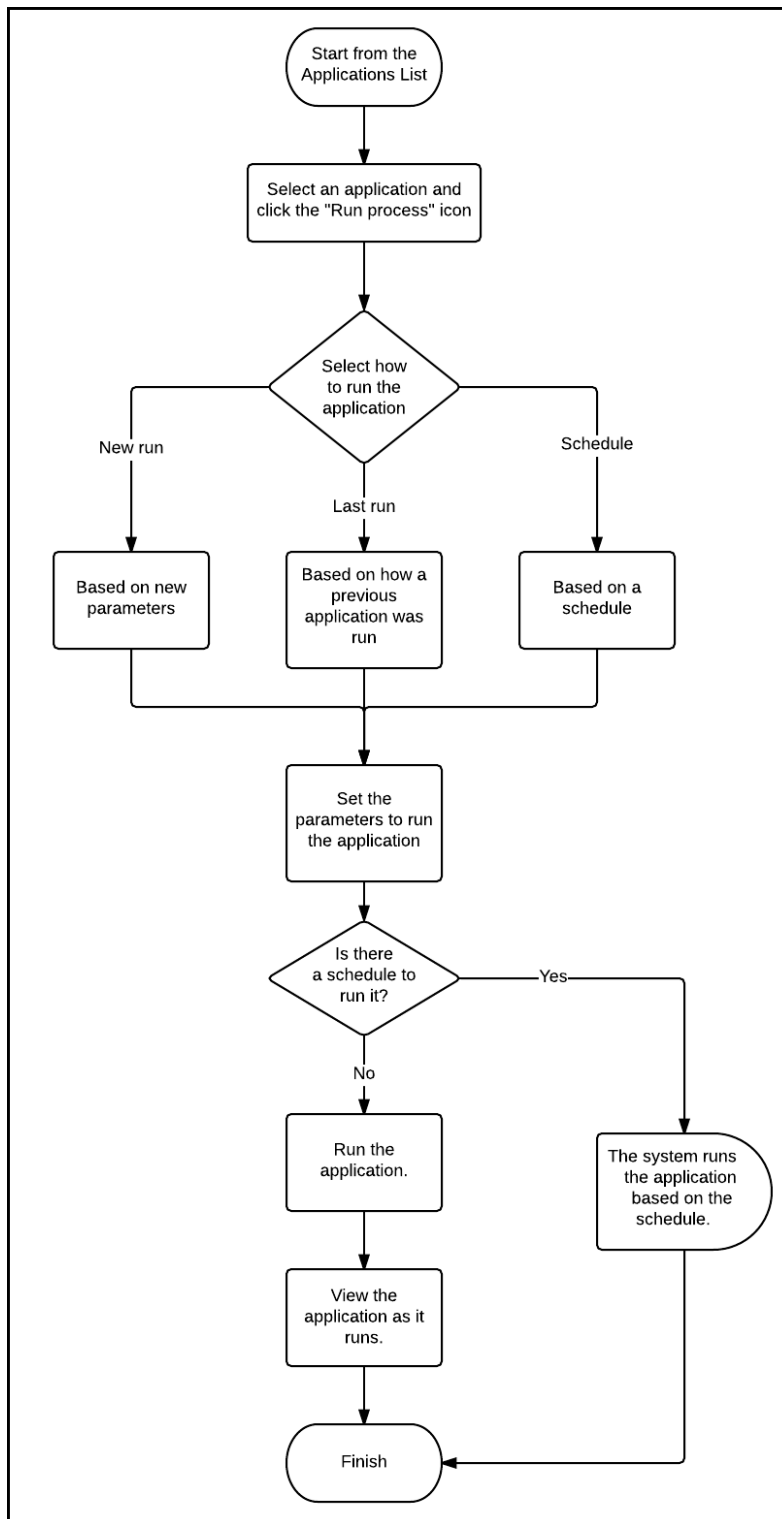 Start from the
Applications List
Select an application and
click the "Run process" icon
Select how
to run the
application
New run
Last run
Schedule
Based on new
parameters
Based on how a
previous
application was
run
Based on a
schedule
Set the
parameters to run
the application
Is there
a schedule to
run it?
Yes
No
Run the
application.
The system runs
the application
based on the
schedule.
View the
application as it
runs.
Finish